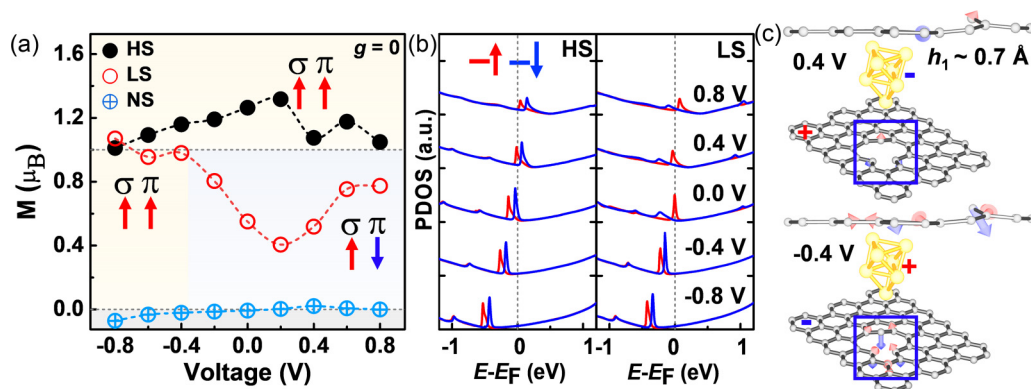 (a)
HS
LS
NS
g = 0
σ π
σ π
σ π
M (μB)
1.6
1.2
0.8
0.4
0.0
-0.8 -0.4 0.0 0.4 0.8
Voltage (V)
(b)
HS
LS
PDOS (a.u.)
0.8 V
0.4 V
0.0 V
-0.4 V
-0.8 V
-1 0 1
-1 0 1
E-EF (eV)
E-EF (eV)
(c)
0.4 V
h1 ~ 0.7 Å
-
+
-0.4 V
+
-